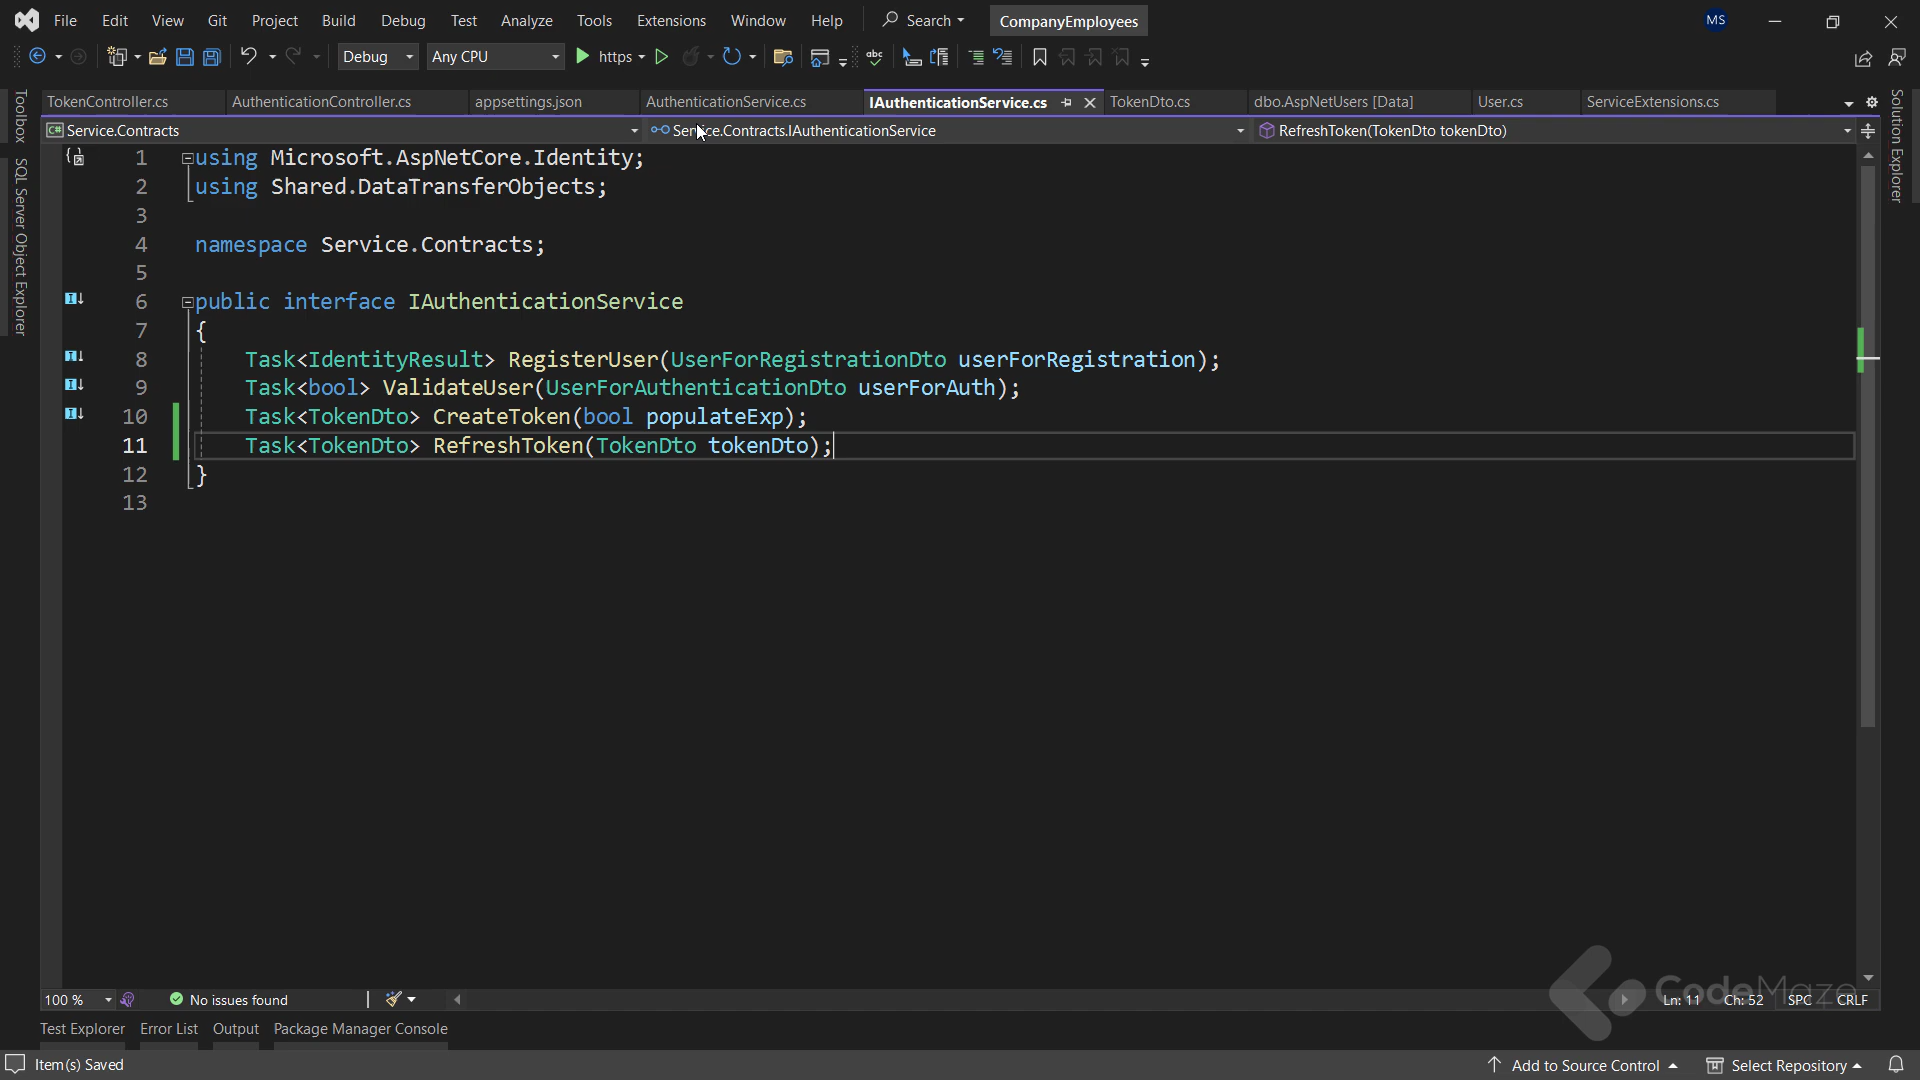 File Edit View Git Project Build Debug Test Analyze Tools Extensions Window Help Search CompanyEmployees MS
Debug Any CPU https abc
TokenController.cs AuthenticationController.cs appsettings.json AuthenticationService.cs IAuthenticationService.cs TokenDto.cs dbo.AspNetUsers [Data] User.cs ServiceExtensions.cs
C# Service.Contracts Service.Contracts.IAuthenticationService RefreshToken(TokenDto tokenDto)
Toolbox
SQL Server Object Explorer
Solution Explorer
1 using Microsoft.AspNetCore.Identity;
2 using Shared.DataTransferObjects;
3
4 namespace Service.Contracts;
5
6 public interface IAuthenticationService
7 {
8 Task<IdentityResult> RegisterUser(UserForRegistrationDto userForRegistration);
9 Task<bool> ValidateUser(UserForAuthenticationDto userForAuth);
10 Task<TokenDto> CreateToken(bool populateExp);
11 Task<TokenDto> RefreshToken(TokenDto tokenDto);
12 }
13
CodeMaze
100 % No issues found Ln: 11 Ch: 52 SPC CRLF
Test Explorer Error List Output Package Manager Console
Item(s) Saved Add to Source Control Select Repository